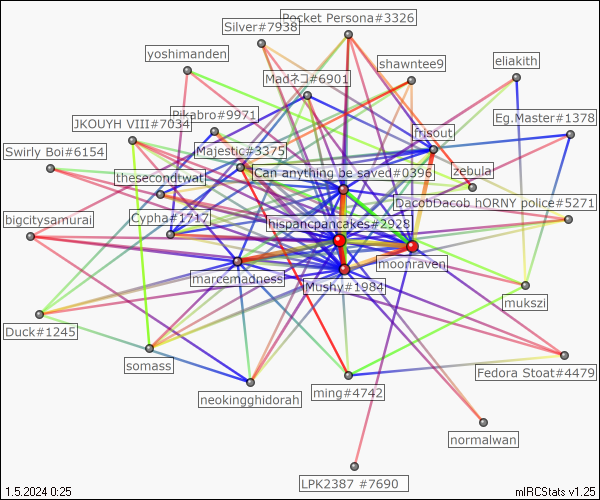 Pocket Persona#3326
Silver#7938
yoshimanden
shawntee9
eliakith
Madネコ#6901
Pikabro#9971
Eg.Master#1378
JKOUYH VIII#7034
frisout
Swirly Boi#6154
Majestic#3375
zebula
Can anything be saved#0396
thesecondtwat
DacobDacob hORNY police#5271
bigcitysamurai
Cypha#1717
hispancpancakes#2928
moonraven
marcemadness
Mushy#1984
mukszi
Duck#1245
somass
Fedora Stoat#4479
neokingghidorah
ming#4742
normalwan
LPK2387 #7690
1.5.2024 0:25
mIRCStats v1.25